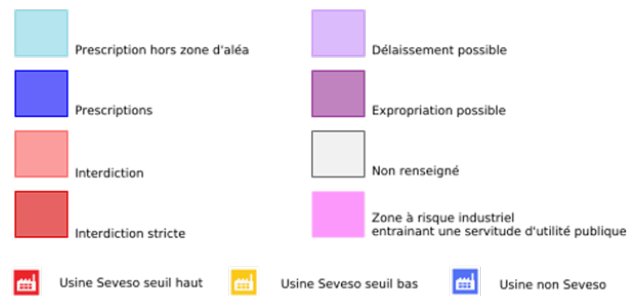 Prescription hors zone d'aléa
Délaissement possible
Prescriptions
Expropriation possible
Interdiction
Non renseigné
Interdiction stricte
Zone à risque industriel
entrainant une servitude d'utilité publique
Usine Seveso seuil haut
Usine Seveso seuil bas
Usine non Seveso